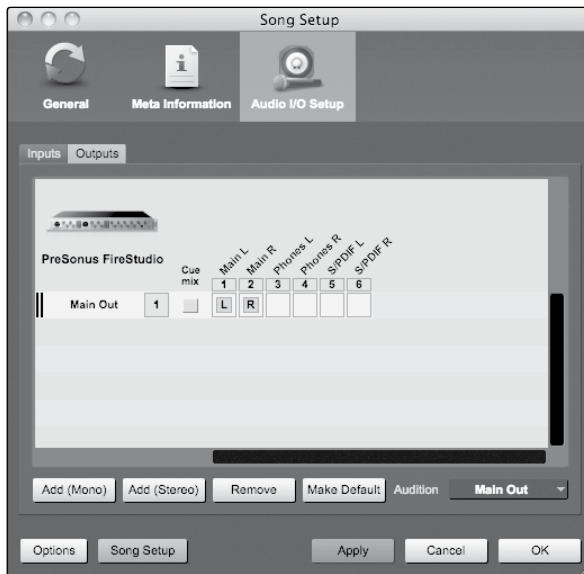 Song Setup
General Meta Information Audio I/O Setup
Inputs Outputs
PreSonus FireStudio
Cue mix
Main L Main R Phones L Phones R S/PDIF L S/PDIF R
1 2 3 4 5 6
Main Out 1 L R
Add (Mono) Add (Stereo) Remove Make Default Audition Main Out
Options Song Setup Apply Cancel OK